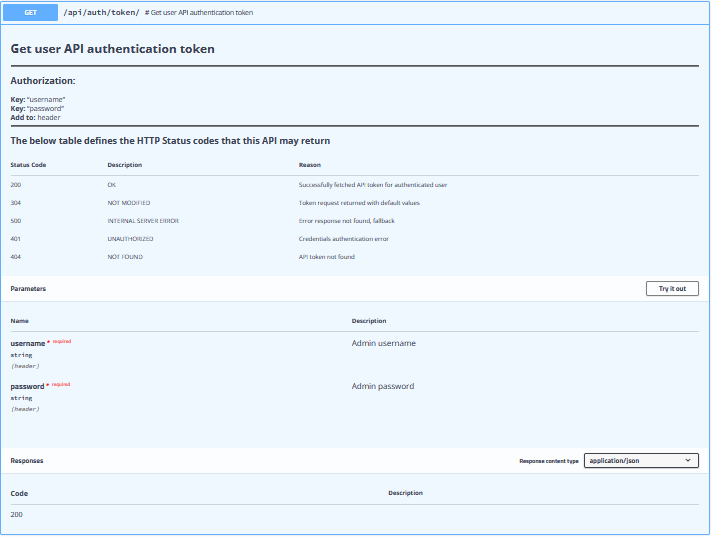 GET /api/auth/token/ # Get user API authentication token
Get user API authentication token
Authorization:
Key: "username"
Key: "password"
Add to: header
The below table defines the HTTP Status codes that this API may return
Status Code Description Reason
200 OK Successfully fetched API token for authenticated user
304 NOT MODIFIED Token request returned with default values
500 INTERNAL SERVER ERROR Error response not found, fallback
401 UNAUTHORIZED Credentials authentication error
404 NOT FOUND API token not found
Parameters Try it out
Name Description
username * required Admin username
string
(header)
password * required Admin password
string
(header)
Responses Response content type application/json
Code Description
200